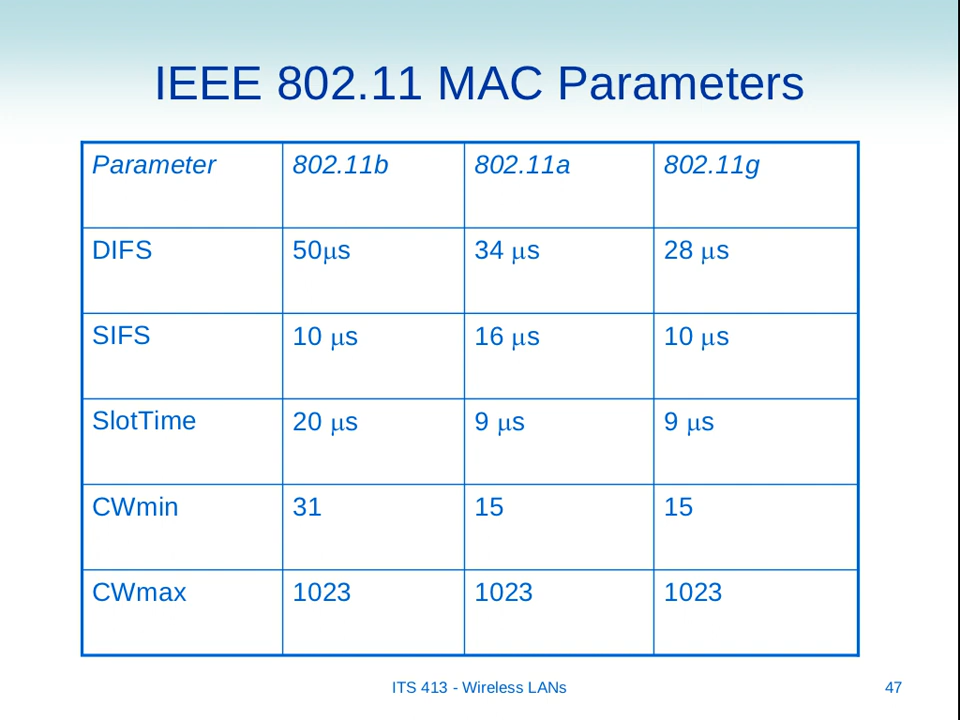 IEEE 802.11 MAC Parameters
Parameter 802.11b 802.11a 802.11g
DIFS 50μs 34 μs 28 μs
SIFS 10 μs 16 μs 10 μs
SlotTime 20 μs 9 μs 9 μs
CWmin 31 15 15
CWmax 1023 1023 1023
ITS 413 - Wireless LANs 47